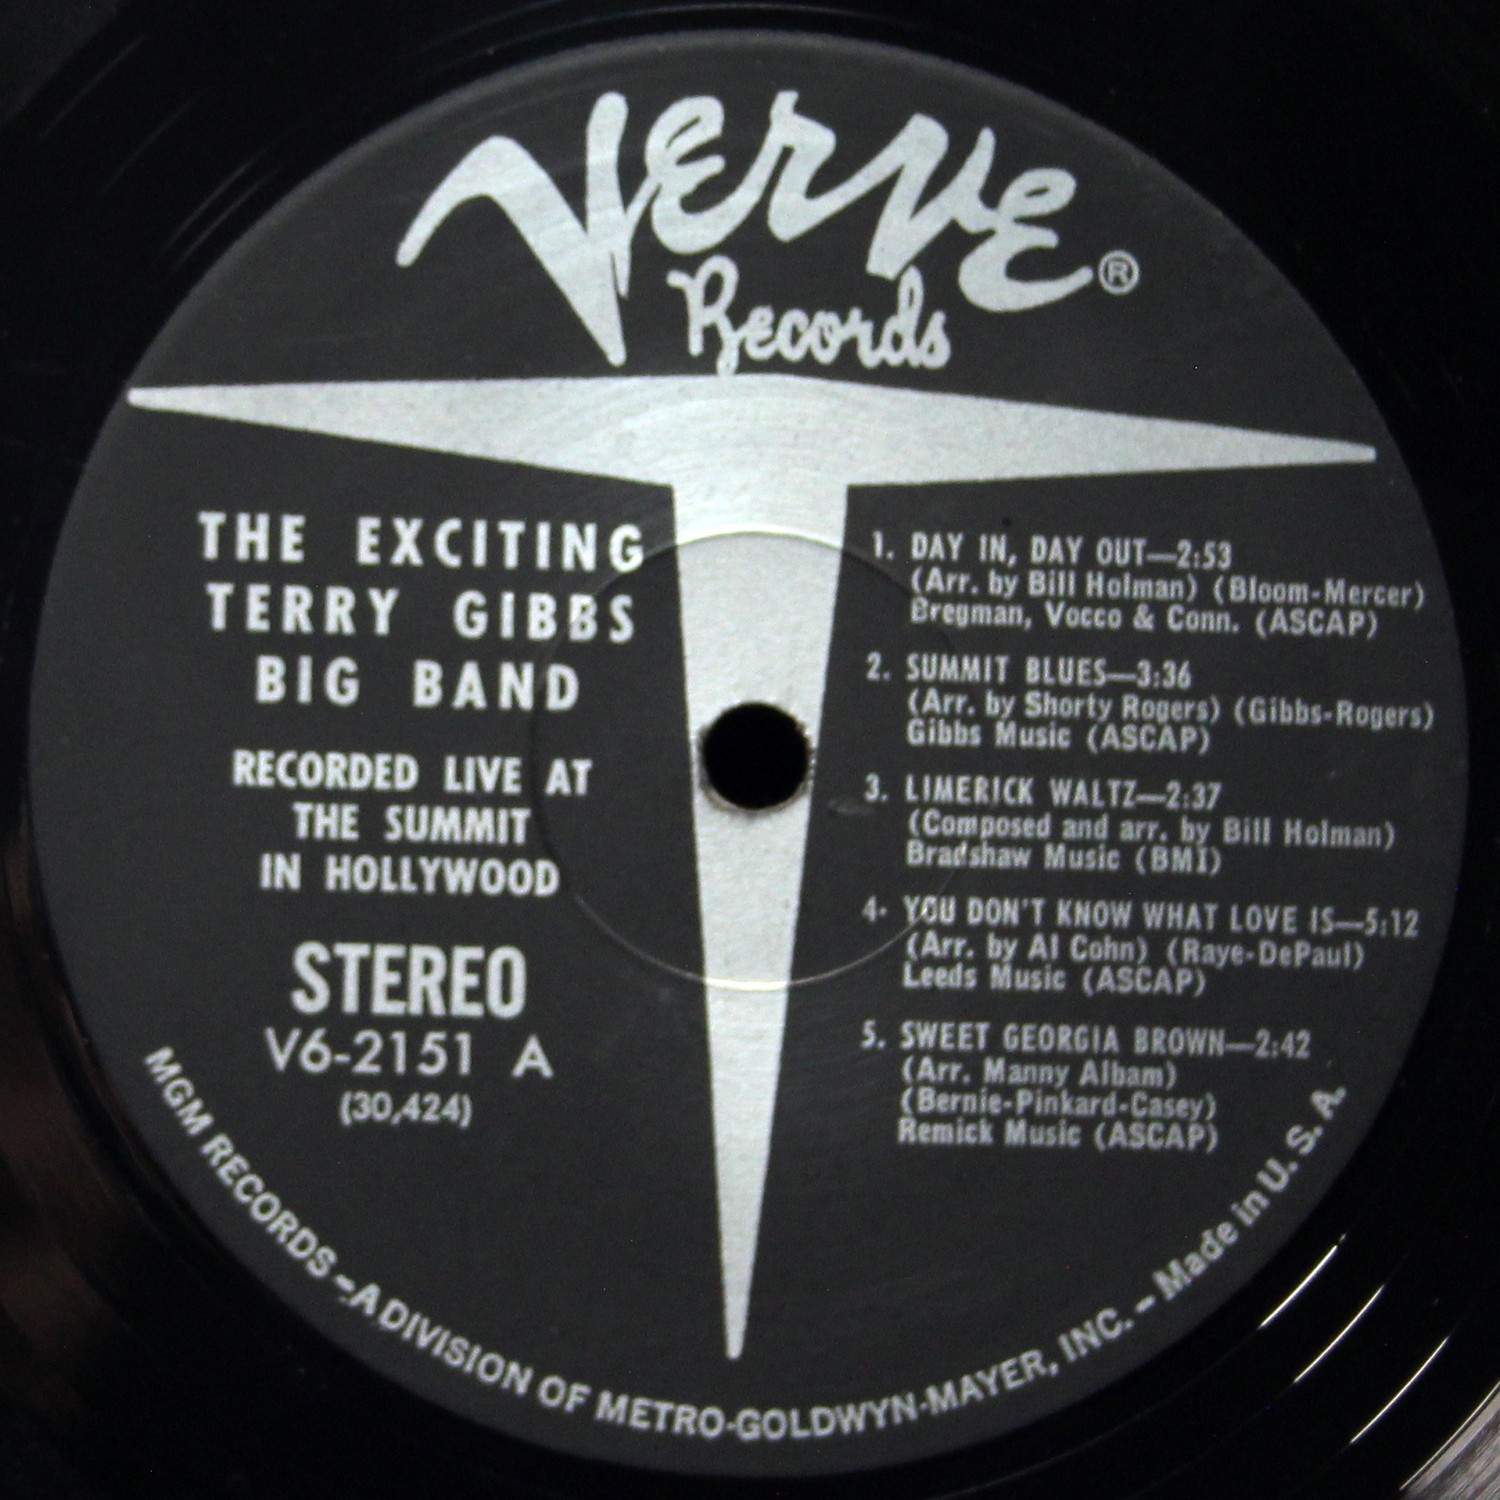 Verve ®
Records
THE EXCITING
TERRY GIBBS
BIG BAND
RECORDED LIVE AT
THE SUMMIT
IN HOLLYWOOD
STEREO
V6-2151 A
(30,424)
1. DAY IN, DAY OUT—2:53
(Arr. by Bill Holman) (Bloom-Mercer)
Bregman, Vocco & Conn. (ASCAP)
2. SUMMIT BLUES—3:36
(Arr. by Shorty Rogers) (Gibbs-Rogers)
Gibbs Music (ASCAP)
3. LIMERICK WALTZ—2:37
(Composed and arr. by Bill Holman)
Bradshaw Music (BMI)
4- YOU DON'T KNOW WHAT LOVE IS—5:12
(Arr. by Al Cohn) (Raye-DePaul)
Leeds Music (ASCAP)
5. SWEET GEORGIA BROWN—2:42
(Arr. Manny Albam)
(Bernie-Pinkard-Casey)
Remick Music (ASCAP)
MGM RECORDS – A DIVISION OF METRO-GOLDWYN-MAYER, INC. – Made in U. S. A.